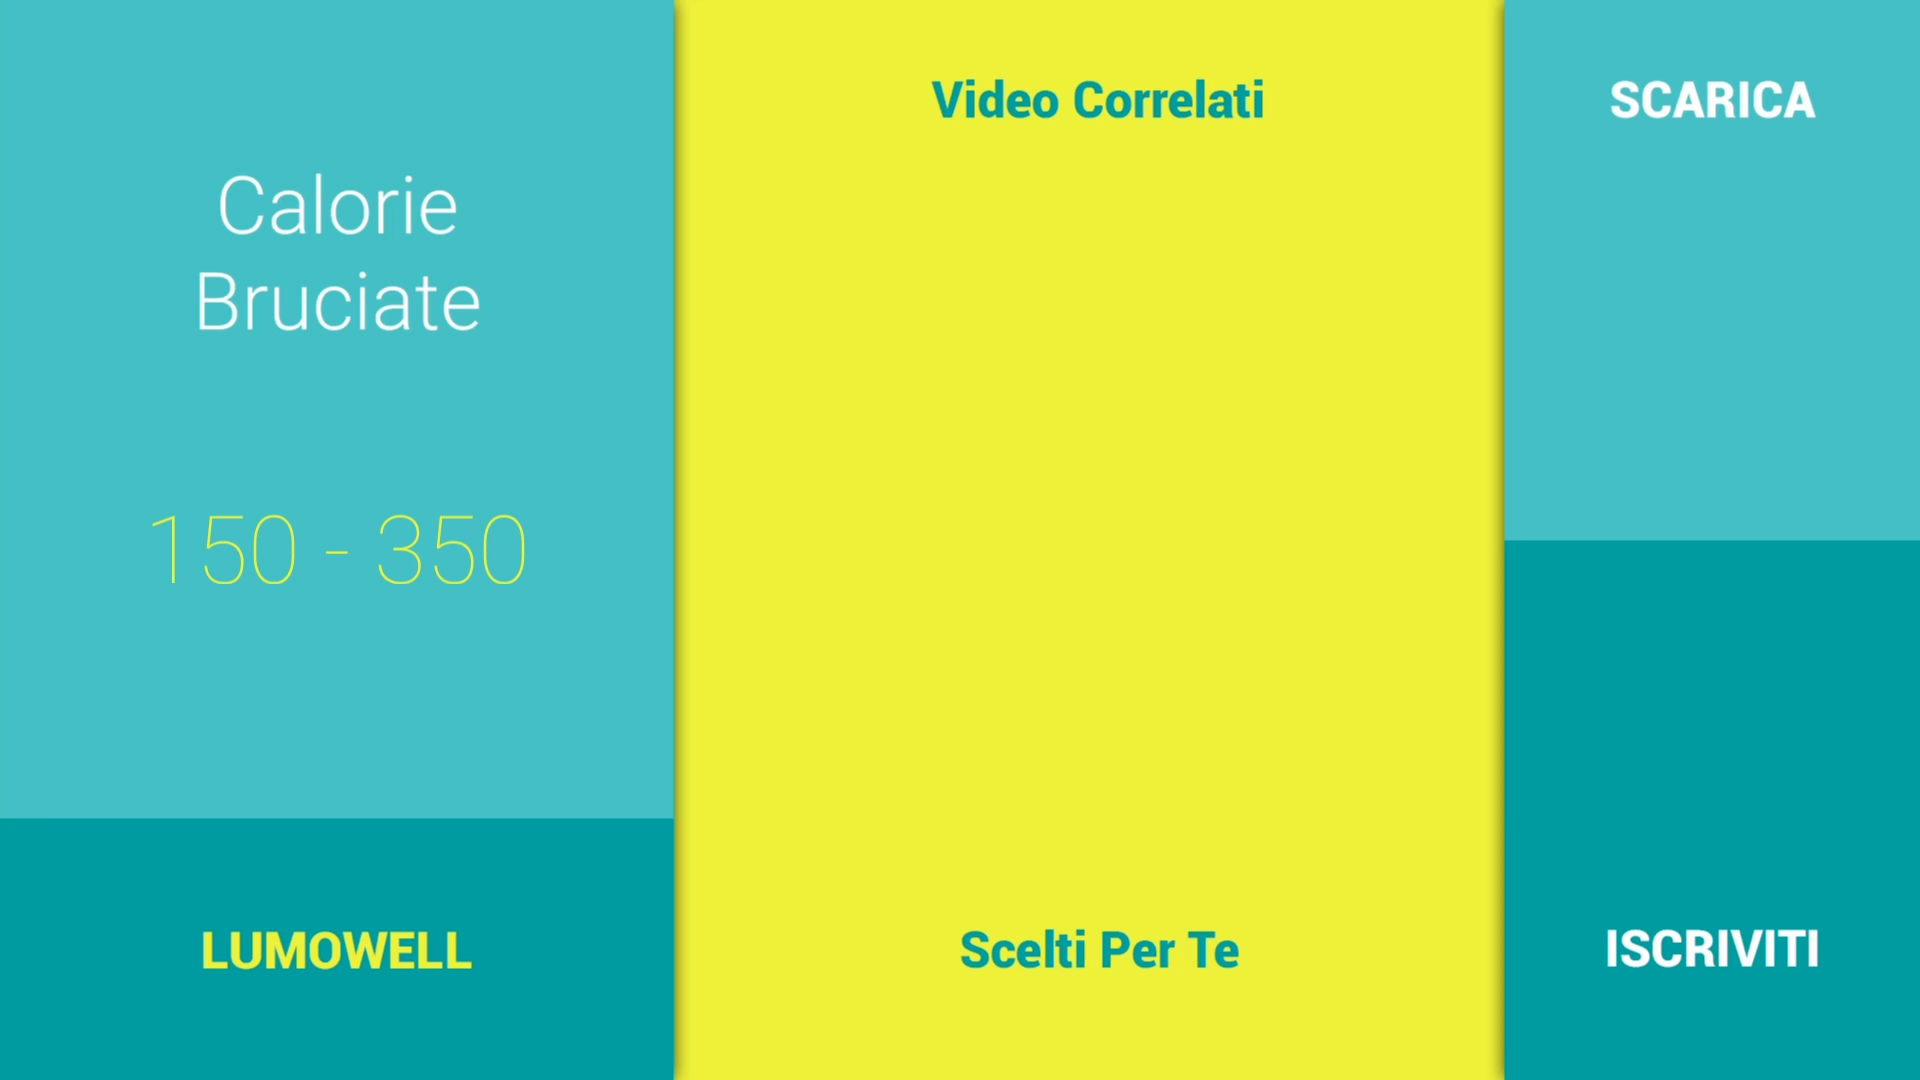 Calorie
Bruciate
150 - 350
LUMOWELL
Video Correlati
Scelti Per Te
SCARICA
ISCRIVITI